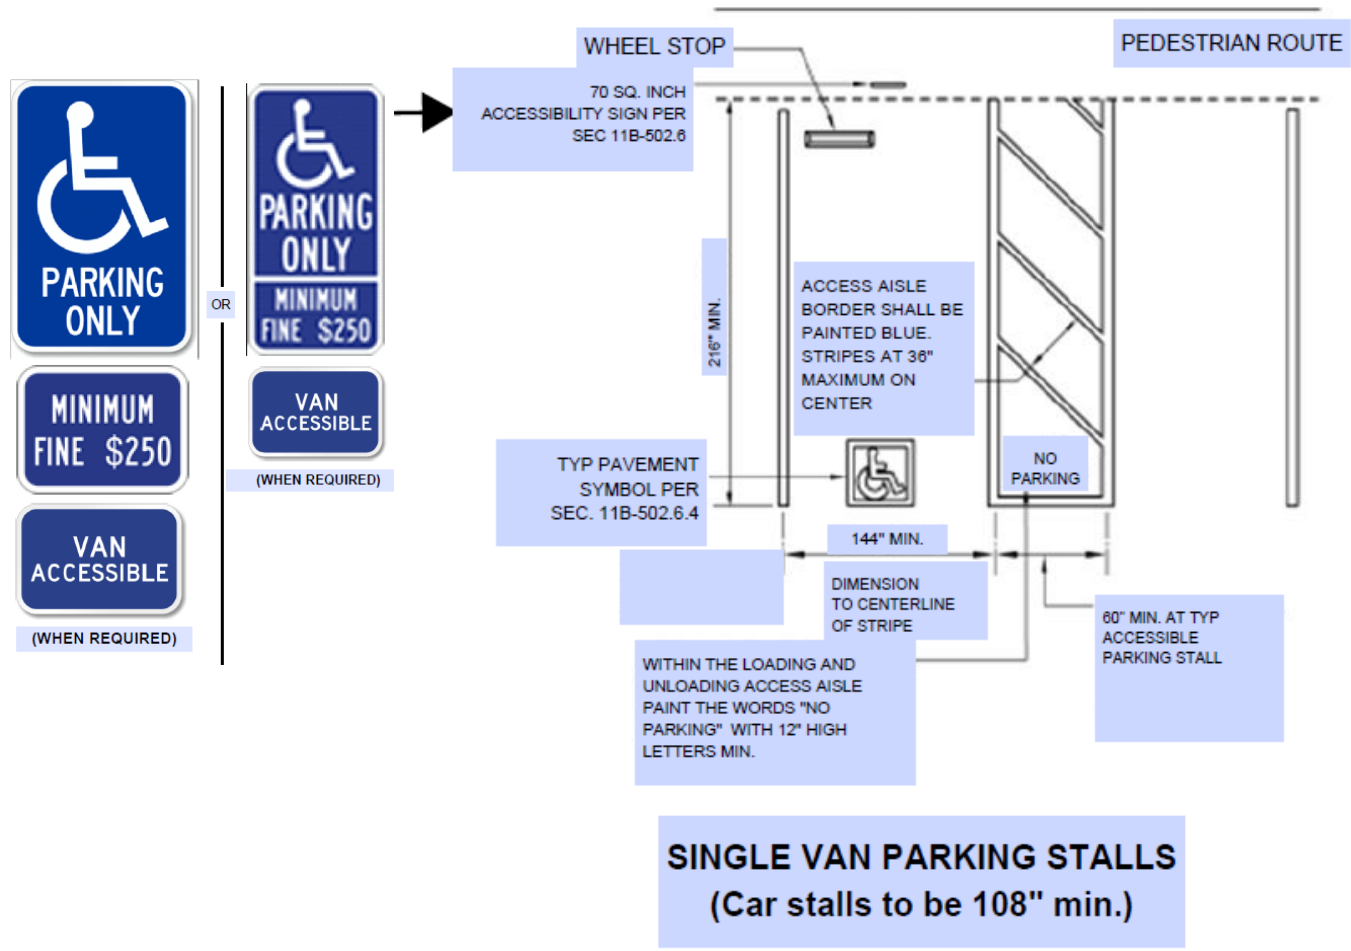 PARKING
ONLY
MINIMUM
FINE $250
VAN
ACCESSIBLE
(WHEN REQUIRED)
OR
PARKING
ONLY
MINIMUM
FINE $250
VAN
ACCESSIBLE
(WHEN REQUIRED)
WHEEL STOP
PEDESTRIAN ROUTE
70 SQ. INCH
ACCESSIBILITY SIGN PER
SEC 11B-502.6
216'" MIN.
ACCESS AISLE
BORDER SHALL BE
PAINTED BLUE.
STRIPES AT 36"
MAXIMUM ON
CENTER
TYP PAVEMENT
SYMBOL PER
SEC. 11B-502.6.4
NO
PARKING
144" MIN.
DIMENSION
TO CENTERLINE
OF STRIPE
60" MIN. AT TYP
ACCESSIBLE
PARKING STALL
WITHIN THE LOADING AND
UNLOADING ACCESS AISLE
PAINT THE WORDS "NO
PARKING" WITH 12" HIGH
LETTERS MIN.
SINGLE VAN PARKING STALLS
(Car stalls to be 108" min.)